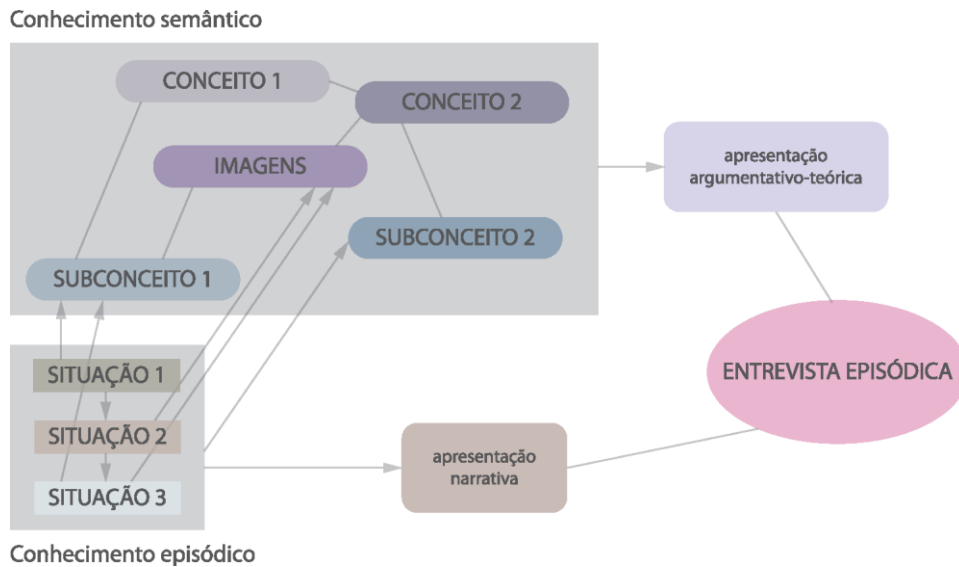 Conhecimento semântico
CONCEITO 1
CONCEITO 2
IMAGENS
SUBCONCEITO 2
SUBCONCEITO 1
apresentação
argumentativo-teórica
ENTREVISTA EPISÓDICA
SITUAÇÃO 1
SITUAÇÃO 2
SITUAÇÃO 3
apresentação
narrativa
Conhecimento episódico